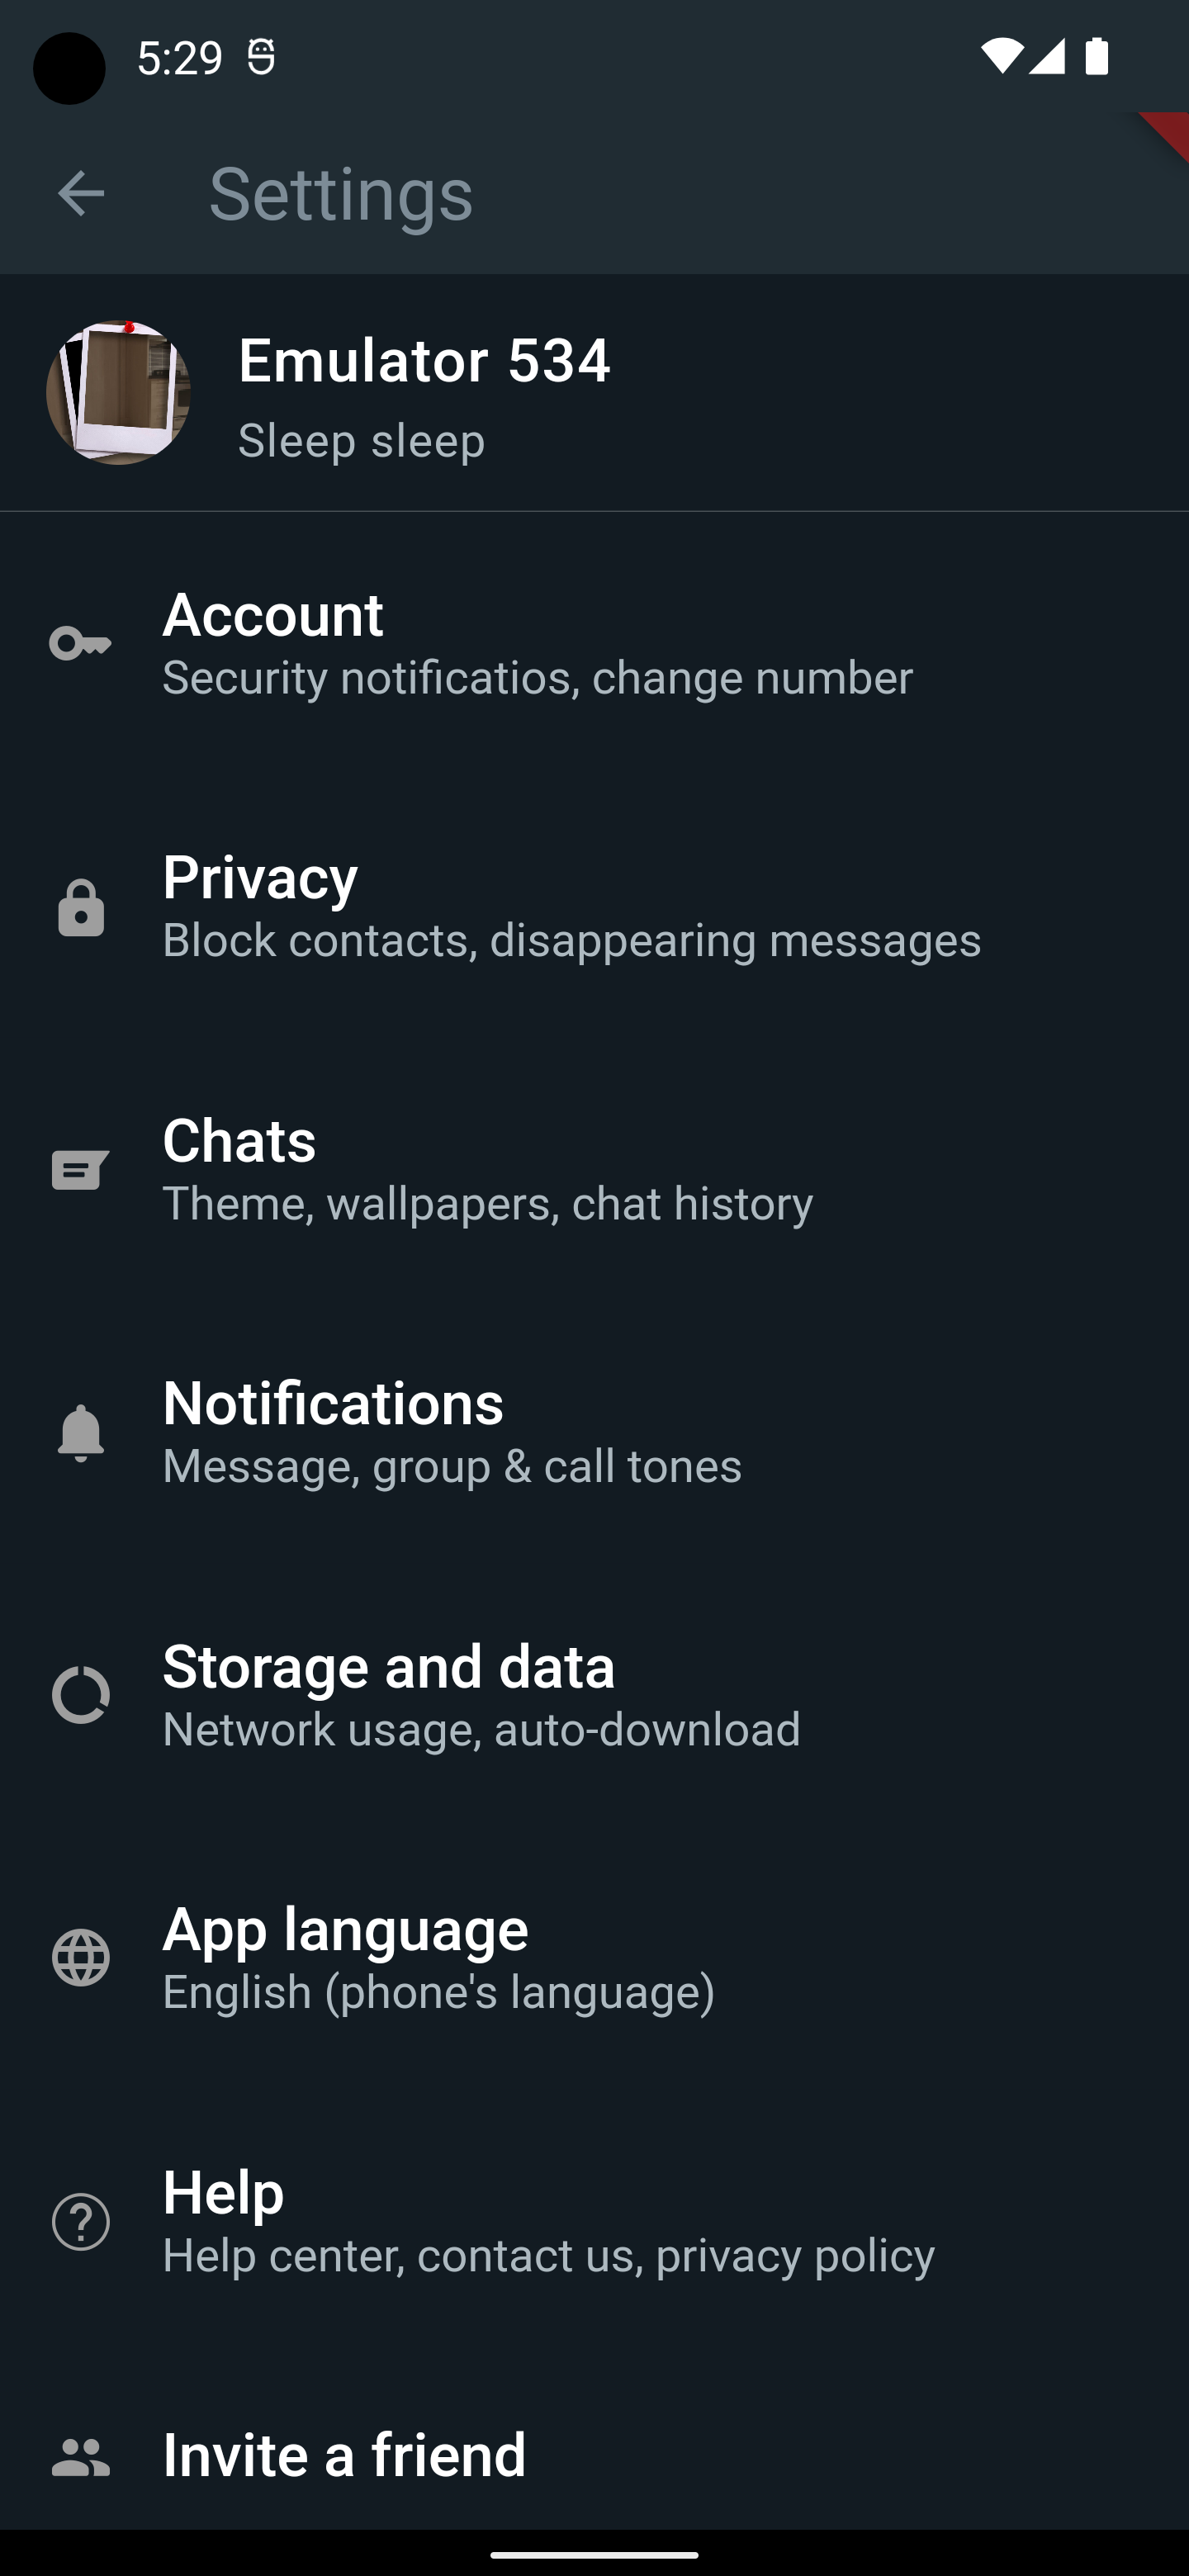 5:29
Settings
Emulator 534
Sleep sleep
Account
Security notificatios, change number
Privacy
Block contacts, disappearing messages
Chats
Theme, wallpapers, chat history
Notifications
Message, group & call tones
Storage and data
Network usage, auto-download
App language
English (phone's language)
Help
Help center, contact us, privacy policy
Invite a friend